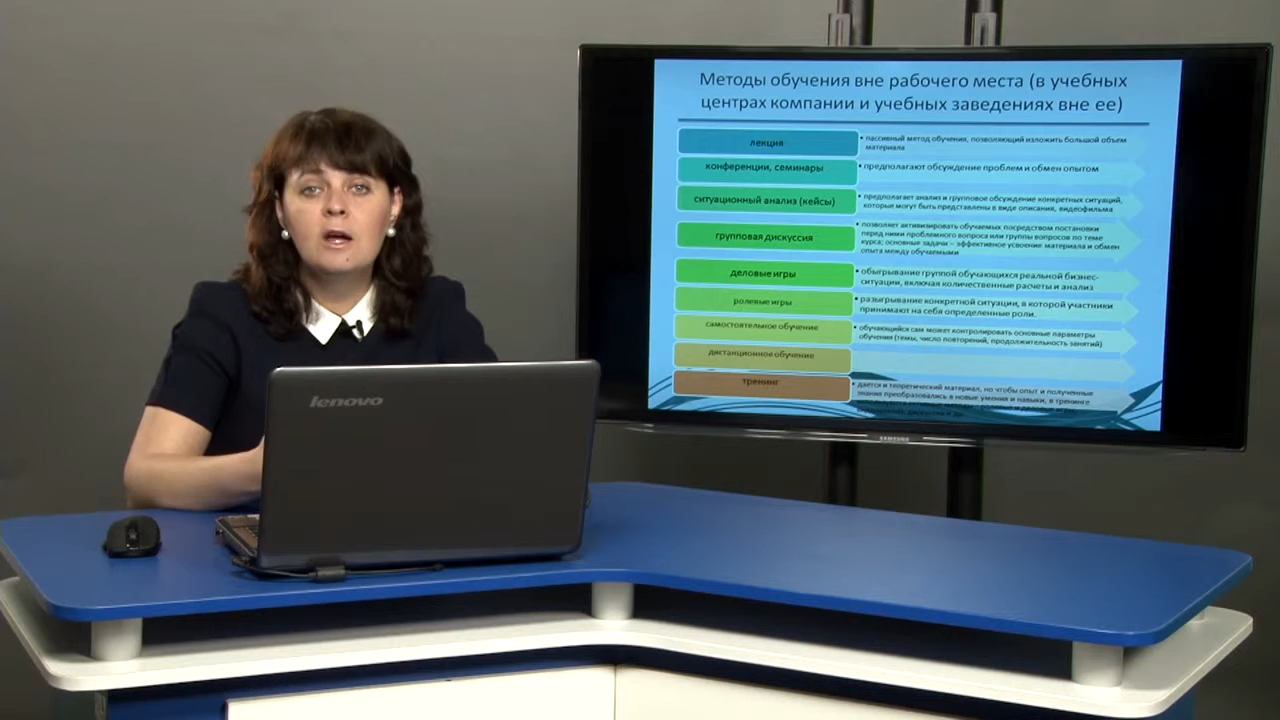 Методы обучения вне рабочего места (в учебных
центрах компании и учебных заведениях вне ее)
лекция
• пассивный метод обучения, позволяющий изложить большой объем
материала
конференции, семинары
• предполагают обсуждение проблем и обмен опытом
ситуационный анализ (кейсы)
• предполагает анализ и групповое обсуждение конкретных ситуаций,
которые могут быть представлены в виде описания, видеофильма
групповая дискуссия
• позволяет активизировать обучаемых посредством постановки
перед ними проблемного вопроса или группы вопросов по теме
курса; основные задачи – эффективное усвоение материала и обмен
опыта между обучаемыми
деловые игры
• обыгрывание группой обучающихся реальной бизнес-
ситуации, включая количественные расчеты и анализ
ролевые игры
• разыгрывание конкретной ситуации, в которой участники
принимают на себя определенные роли.
самостоятельное обучение
• обучающийся сам может контролировать основные параметры
обучения (темы, число повторений, продолжительность занятий)
дистанционное обучение
тренинг
• дается и теоретический материал, но чтобы опыт и полученные
знания преобразовались в новые умения и навыки, в тренинге
SAMSUNG
lenovo